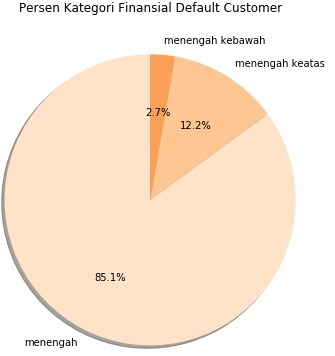 Persen Kategori Finansial Default Customer
menengah kebawah
menengah keatas
2.7%
12.2%
85.1%
menengah